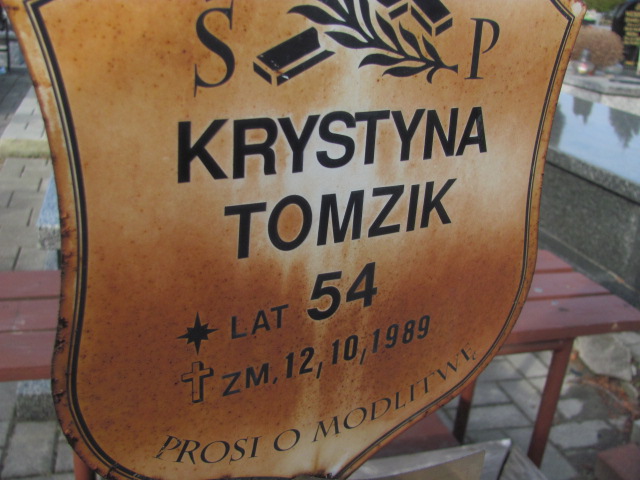 Ś P
KRYSTYNA
TOMZIK
LAT 54
ZM. 12,10,1989
PROSI O MODLITWĘ